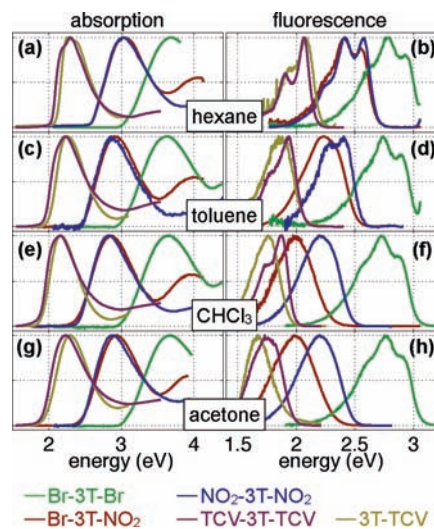 absorption fluorescence
(a) (b)
hexane
(c) (d)
toluene
(e) (f)
CHCl₃
(g) (h)
acetone
2 3 4 1.5 2 2.5 3
energy (eV) energy (eV)
Br-3T-Br NO₂-3T-NO₂
Br-3T-NO₂ TCV-3T-TCV 3T-TCV